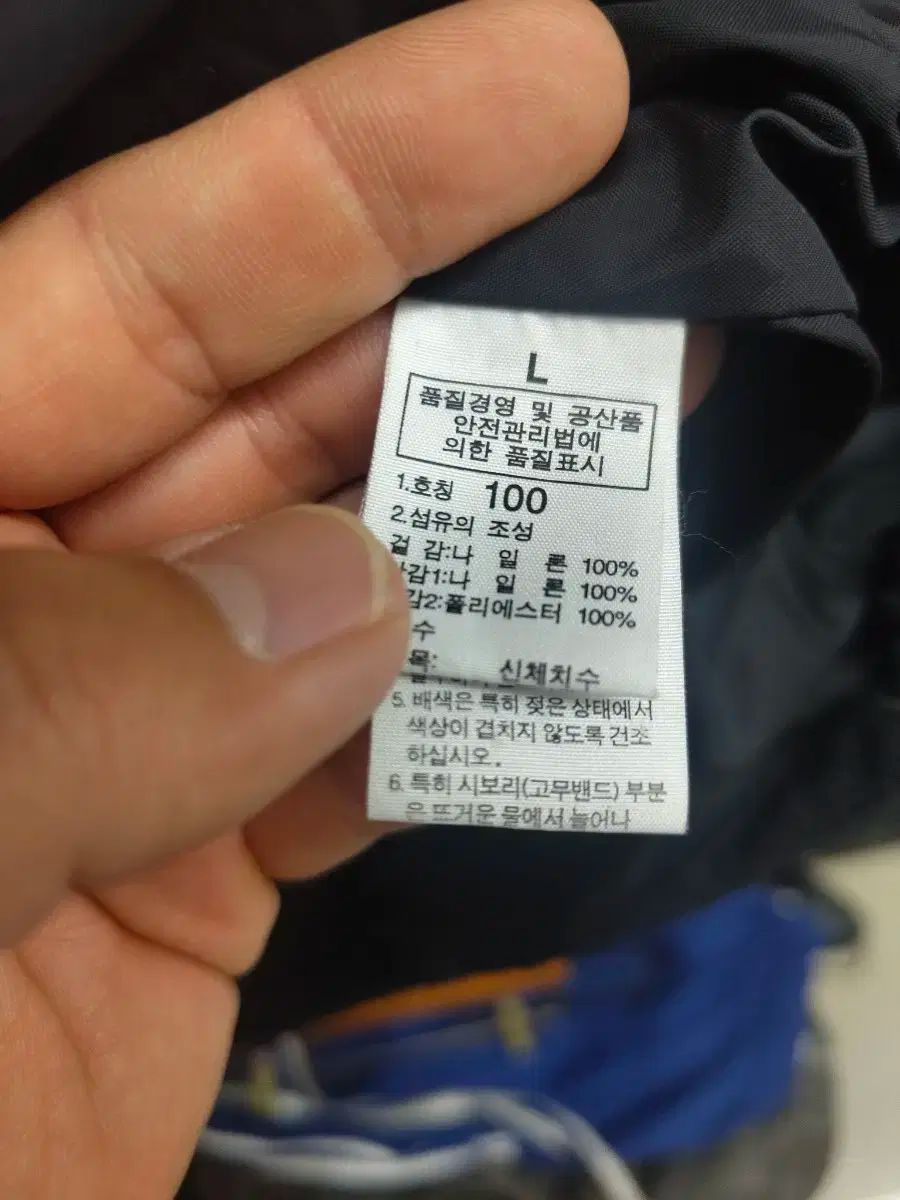 L
품질경영 및 공산품
안전관리법에
의한 품질표시
1.호칭 100
2.섬유의 조성
겉 감:나 일 론 100%
감1:나 일 론 100%
감2:폴리에스터 100%
수
목: 신체치수
5. 배색은 특히 젖은 상태에서
색상이 겹치지 않도록 건조
하십시오.
6. 특히 시보리(고무밴드) 부분
은 뜨거운 물에서 늘어나